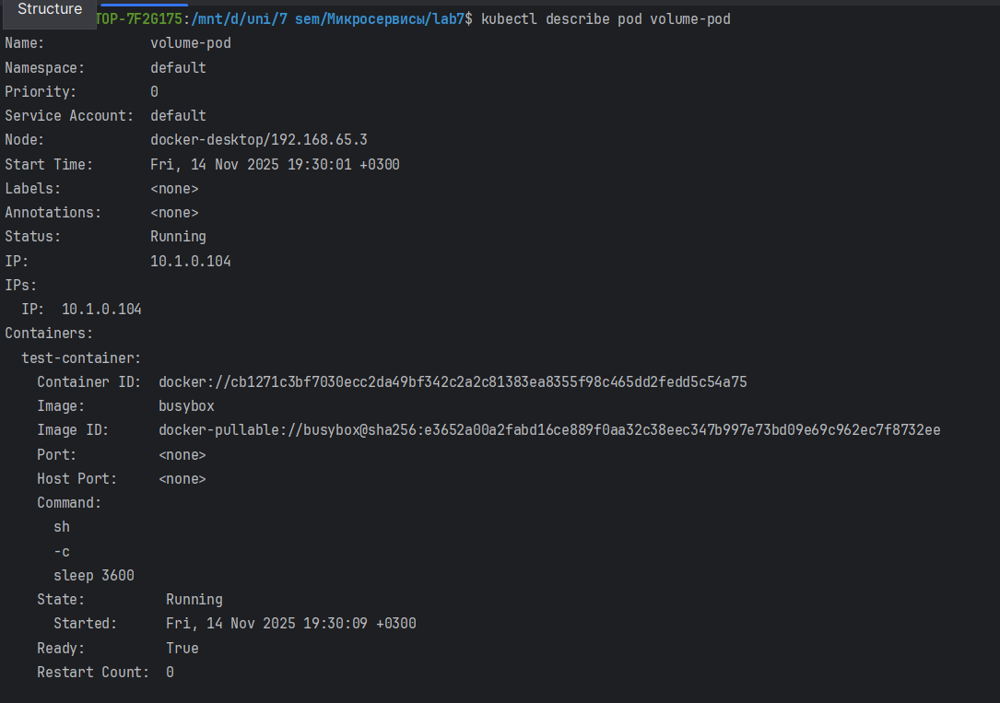 Structure
TOP-7F2G175:/mnt/d/uni/7 sem/Микросервисы/lab7$ kubectl describe pod volume-pod
Name:             volume-pod
Namespace:        default
Priority:         0
Service Account:  default
Node:             docker-desktop/192.168.65.3
Start Time:       Fri, 14 Nov 2025 19:30:01 +0300
Labels:           <none>
Annotations:      <none>
Status:           Running
IP:               10.1.0.104
IPs:
  IP:  10.1.0.104
Containers:
  test-container:
    Container ID:  docker://cb1271c3bf7030ecc2da49bf342c2a2c81383ea8355f98c465dd2fedd5c54a75
    Image:         busybox
    Image ID:      docker-pullable://busybox@sha256:e3652a00a2fabd16ce889f0aa32c38eec347b997e73bd09e69c962ec7f8732ee
    Port:          <none>
    Host Port:     <none>
    Command:
      sh
      -c
      sleep 3600
    State:          Running
      Started:      Fri, 14 Nov 2025 19:30:09 +0300
    Ready:          True
    Restart Count:  0